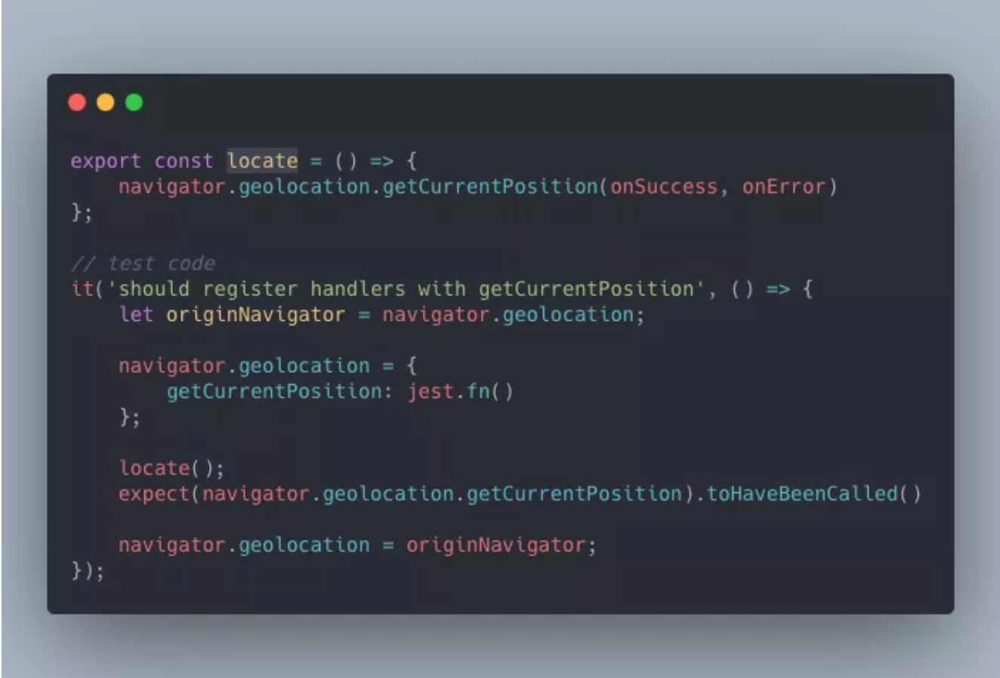 export const locate = () => {
    navigator.geolocation.getCurrentPosition(onSuccess, onError)
};

// test code
it('should register handlers with getCurrentPosition', () => {
    let originNavigator = navigator.geolocation;

    navigator.geolocation = {
        getCurrentPosition: jest.fn()
    };

    locate();
    expect(navigator.geolocation.getCurrentPosition).toHaveBeenCalled()

    navigator.geolocation = originNavigator;
});